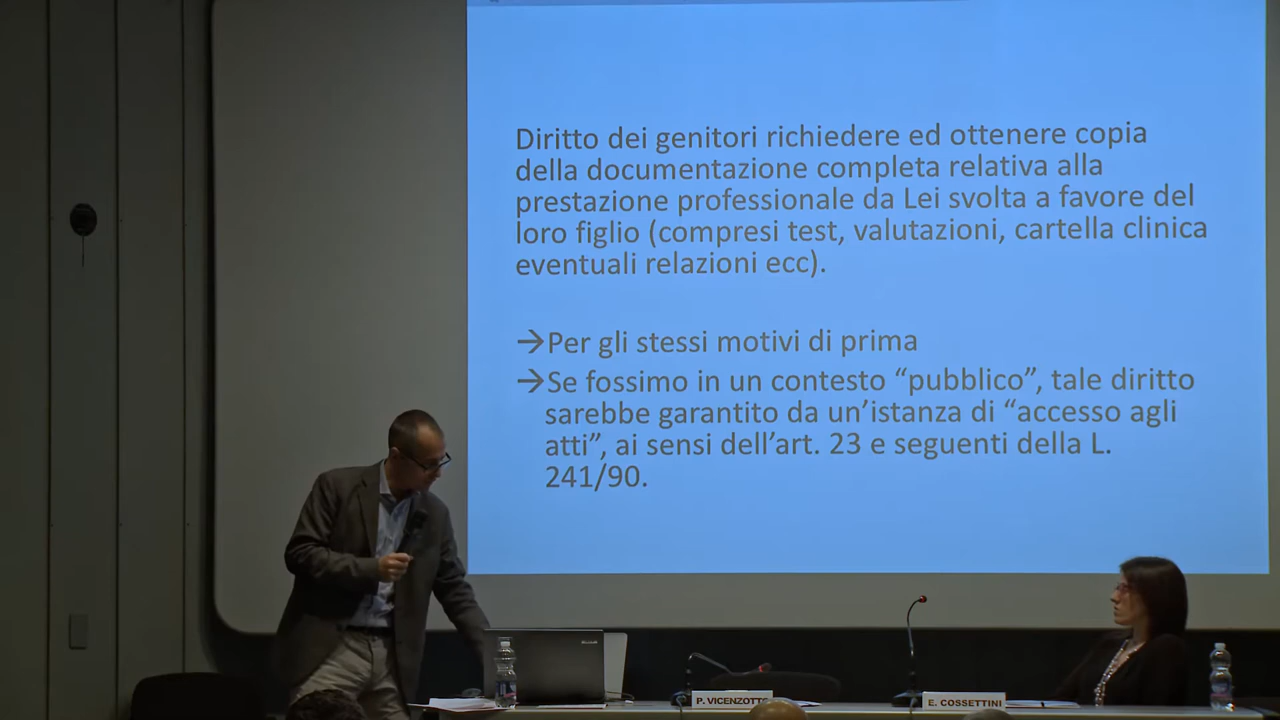 Diritto dei genitori richiedere ed ottenere copia
della documentazione completa relativa alla
prestazione professionale da Lei svolta a favore del
loro figlio (compresi test, valutazioni, cartella clinica
eventuali relazioni ecc).
→Per gli stessi motivi di prima
→Se fossimo in un contesto “pubblico”, tale diritto
sarebbe garantito da un’istanza di “accesso agli
atti”, ai sensi dell’art. 23 e seguenti della L.
241/90.
P. VICENZOTTO
E. COSSETTINI